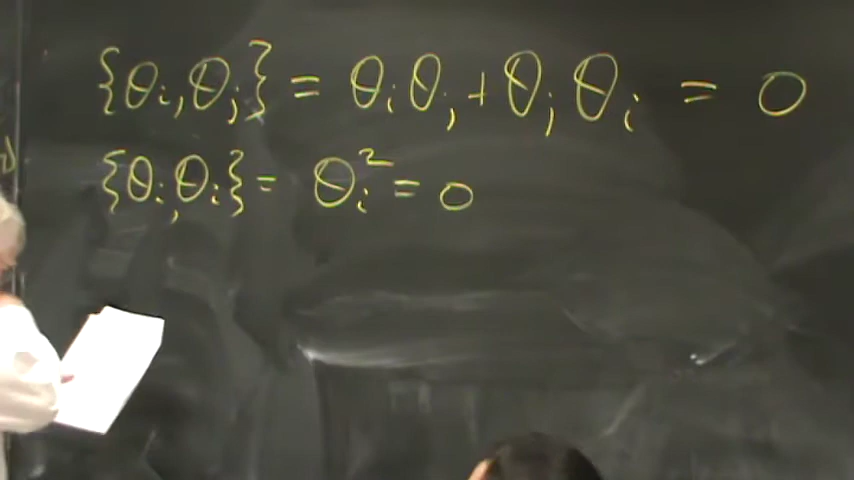 {θᵢ, θⱼ} = θᵢ θⱼ + θⱼ θᵢ = 0
{θᵢ, θᵢ} = θᵢ² = 0